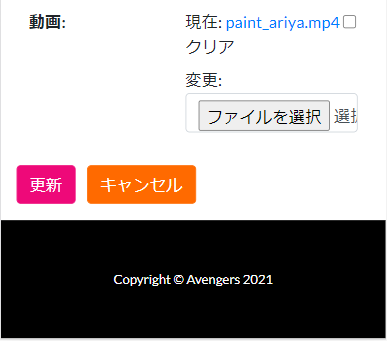 動画: 現在: paint_ariya.mp4
クリア
変更:
ファイルを選択 選択
更新 キャンセル
Copyright © Avengers 2021